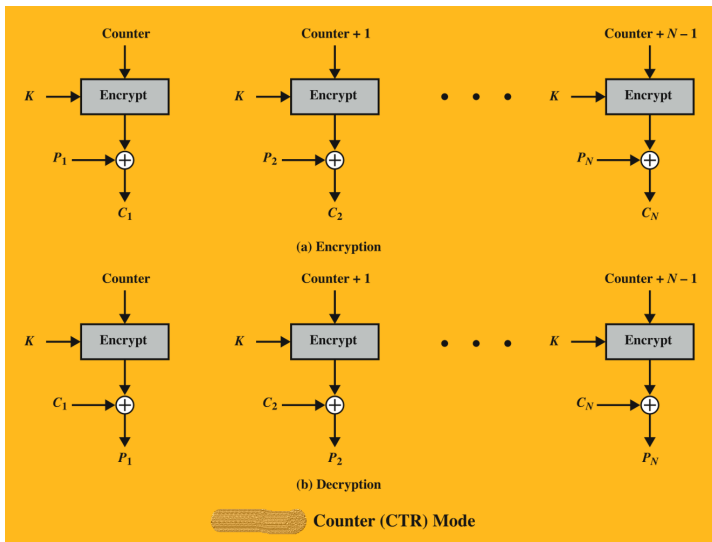 Counter Counter + 1 Counter + N – 1
K Encrypt K Encrypt • • • K Encrypt
P1 P2 PN
C1 C2 CN
(a) Encryption
Counter Counter + 1 Counter + N – 1
K Encrypt K Encrypt • • • K Encrypt
C1 C2 CN
P1 P2 PN
(b) Decryption
Counter (CTR) Mode